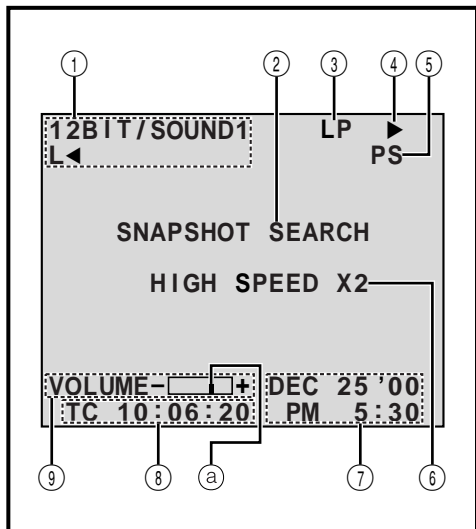 ① ② ③ ④ ⑤
12BIT/SOUND1 LP ▶
L◀ PS
SNAPSHOT SEARCH
HIGH SPEED X2
VOLUME−+ DEC 25 '00
TC 10:06:20 PM 5:30
⑨ ⑧ ⓐ ⑦ ⑥